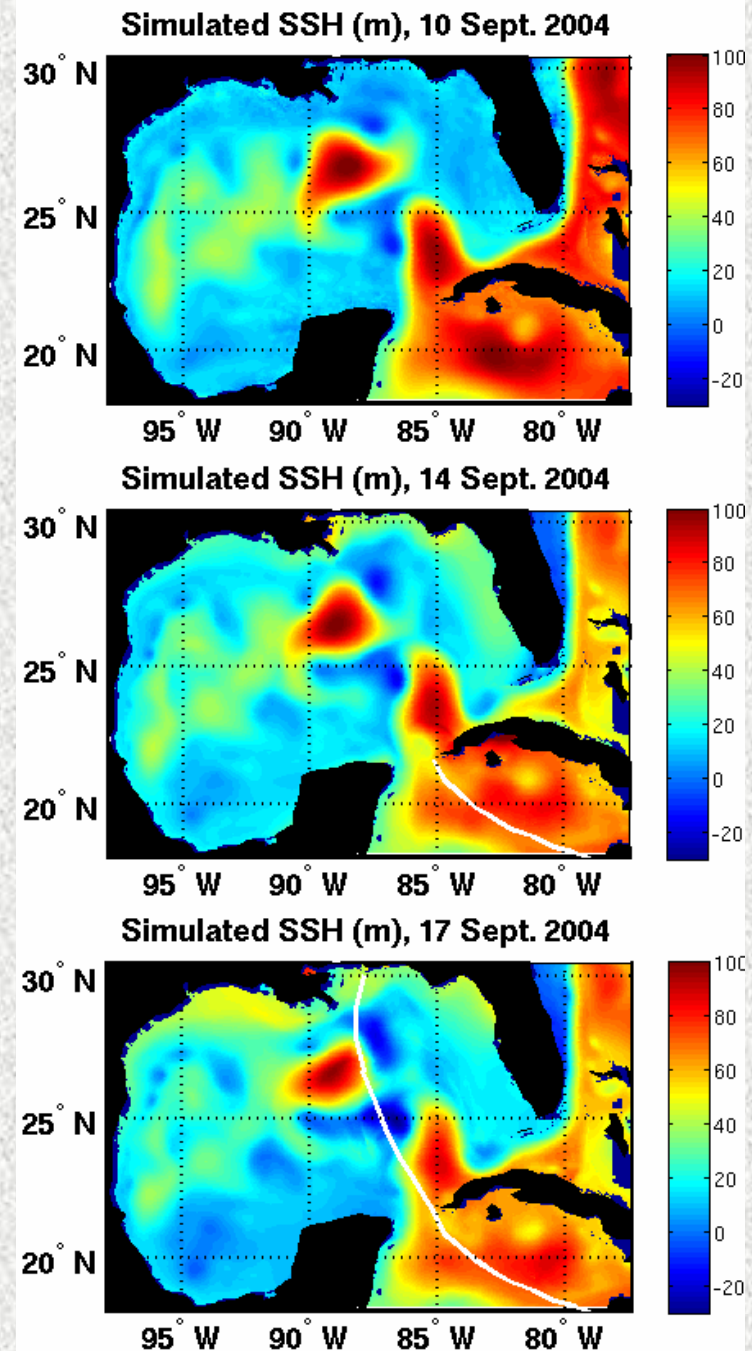 Simulated SSH (m), 10 Sept. 2004
30° N
25° N
20° N
95° W 90° W 85° W 80° W
100
80
60
40
20
0
-20
Simulated SSH (m), 14 Sept. 2004
30° N
25° N
20° N
95° W 90° W 85° W 80° W
100
80
60
40
20
0
-20
Simulated SSH (m), 17 Sept. 2004
30° N
25° N
20° N
95° W 90° W 85° W 80° W
100
80
60
40
20
0
-20